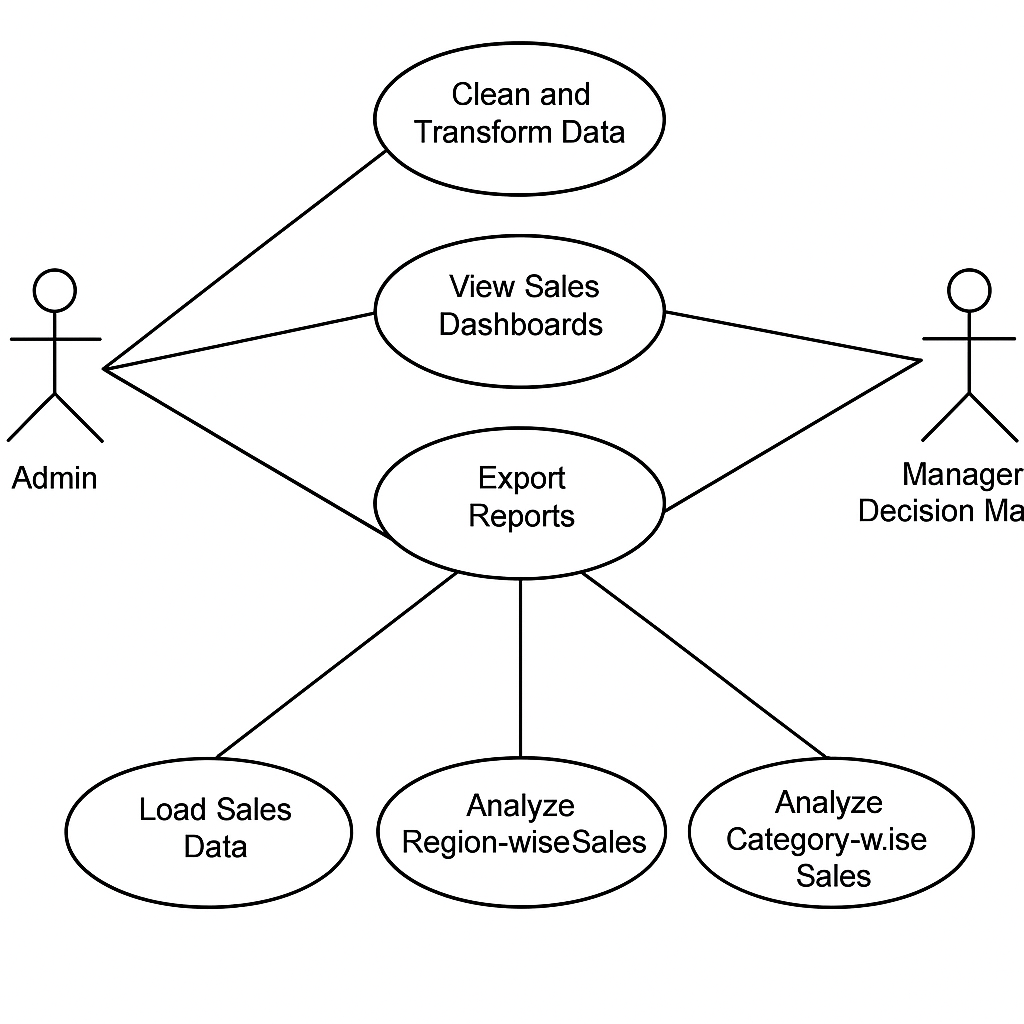 Clean and
Transform Data
View Sales
Dashboards
Export
Reports
Admin
Manager
Decision Ma
Load Sales
Data
Analyze
Region-wiseSales
Analyze
Category-w.ise
Sales